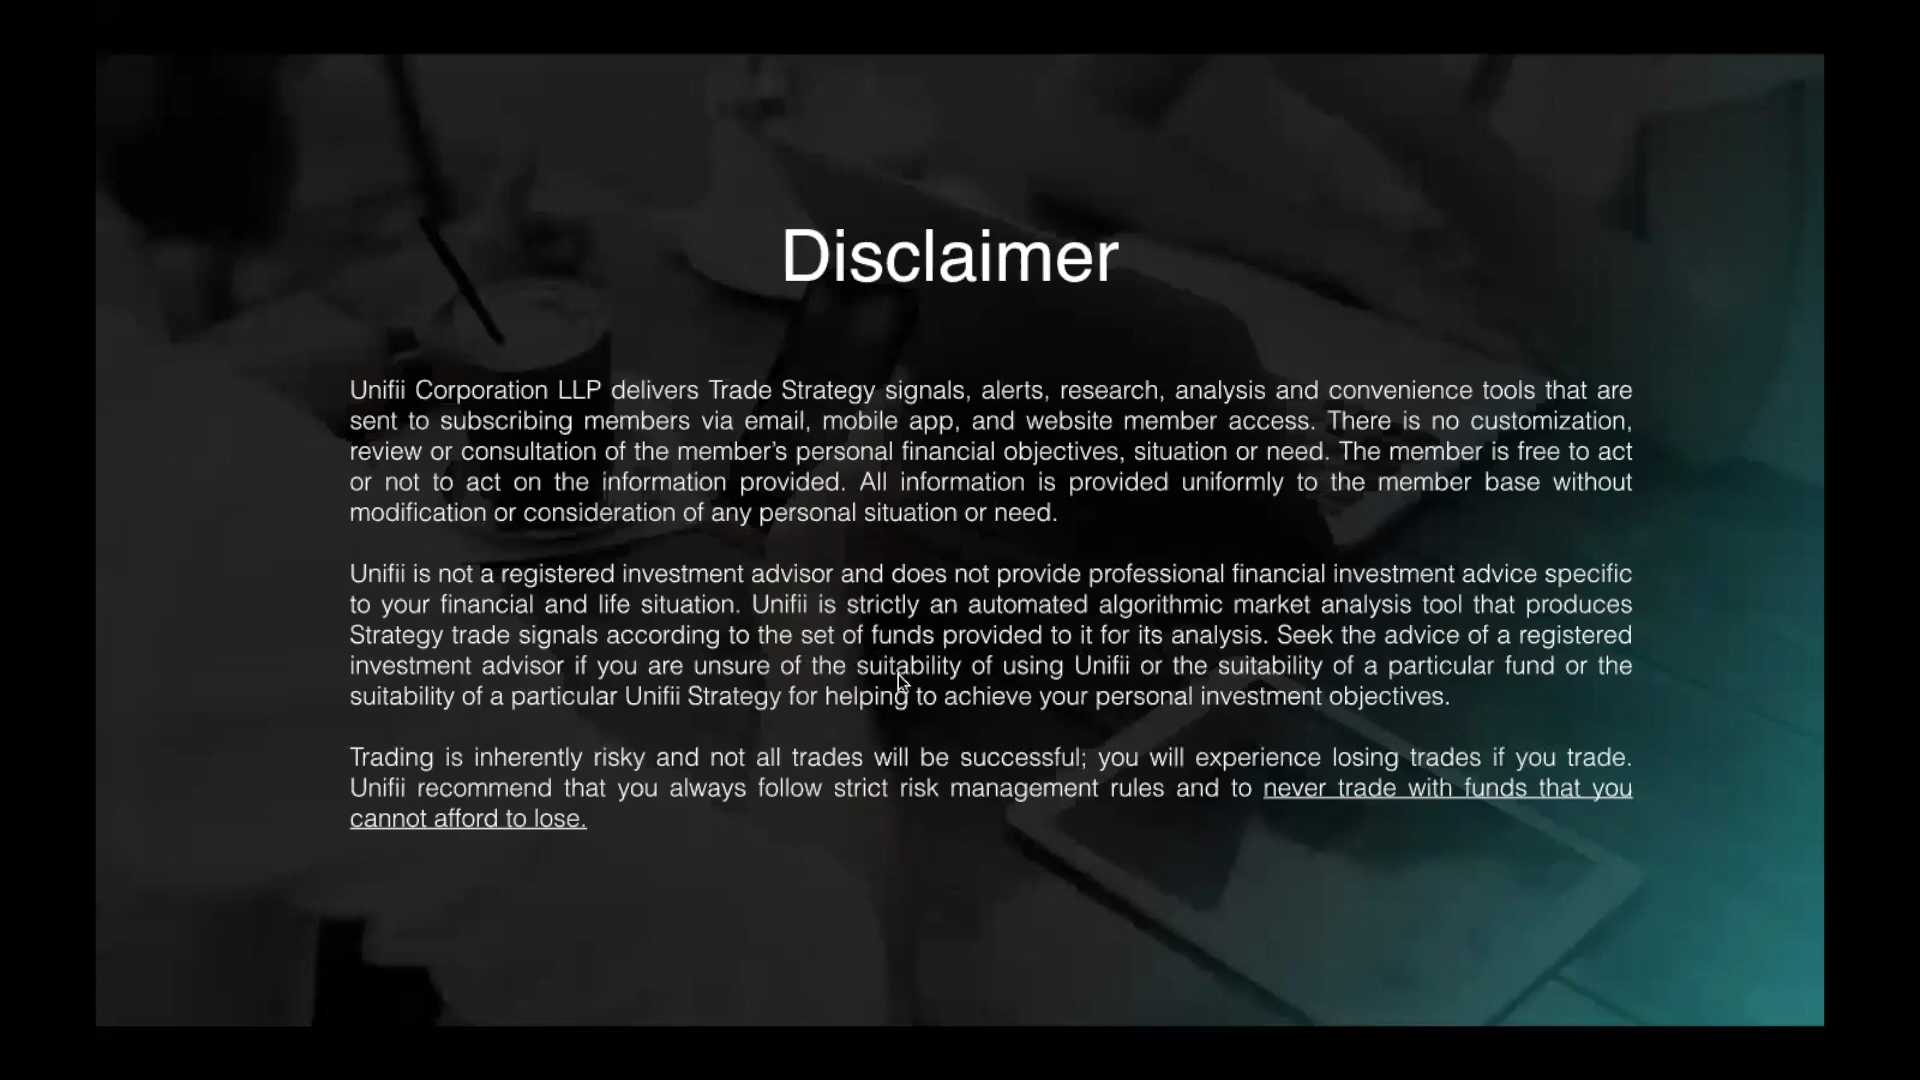 Disclaimer
Unifii Corporation LLP delivers Trade Strategy signals, alerts, research, analysis and convenience tools that are
sent to subscribing members via email, mobile app, and website member access. There is no customization,
review or consultation of the member’s personal financial objectives, situation or need. The member is free to act
or not to act on the information provided. All information is provided uniformly to the member base without
modification or consideration of any personal situation or need.
Unifii is not a registered investment advisor and does not provide professional financial investment advice specific
to your financial and life situation. Unifii is strictly an automated algorithmic market analysis tool that produces
Strategy trade signals according to the set of funds provided to it for its analysis. Seek the advice of a registered
investment advisor if you are unsure of the suitability of using Unifii or the suitability of a particular fund or the
suitability of a particular Unifii Strategy for helping to achieve your personal investment objectives.
Trading is inherently risky and not all trades will be successful; you will experience losing trades if you trade.
Unifii recommend that you always follow strict risk management rules and to never trade with funds that you
cannot afford to lose.